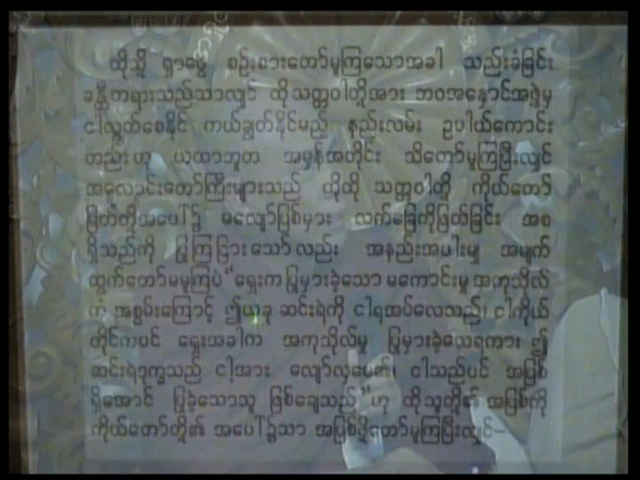 ထိုသို့ ရှာဖွေ စဉ်းစားတော်မူကြသောအခါ သည်းခံခြင်း
ခန္တီတရားသည်သာလျှင် ထိုသတ္တဝါတို့အား ဘဝအနှောင်အဖွဲ့မှ
ငါလွှတ်စေနိုင် ကယ်ချွတ်နိုင်မည့် နည်းလမ်း ဥပါယ်ကောင်း
တည်းဟု ယထာဘူတ အမှန်အတိုင်း သိတော်မူကြပြီးလျှင်
အလောင်းတော်ကြီးများသည် ထိုထို သတ္တဝါတို့ ကိုယ်တော်
မြတ်တို့အပေါ်၌ မလျော်ပြစ်မှား လက်ခြေကိုဖြတ်ခြင်း အစ
ရှိသည်ကို ပြုကြငြားသော်လည်း အနည်းအပါးမျှ အမျက်
ထွက်တော်မမူကြပဲ “ရှေးက ပြုမှားခဲ့သော မကောင်းမှု အကုသိုလ်
က အစွမ်းကြောင့် ဤယခု ဆင်းရဲကို ငါရအပ်လေသည်၊ ငါကိုယ်
တိုင်ကပင် ရှေးအခါက အကုသိုလ်မှု ပြုမှားခဲ့လေရကား ဤ
ဆင်းရဲဒုက္ခသည် ငါ့အား လျော်လှပေ၏၊ ငါသည်ပင် အပြစ်
ရှိအောင် ပြုခဲ့သောသူ ဖြစ်ချေသည်”ဟု ထိုသူတို့၏ အပြစ်ကို
ကိုယ်တော်တို့၏ အပေါ်၌သာ အပြစ်ဖို့တော်မူကြပြီးလျှင်–